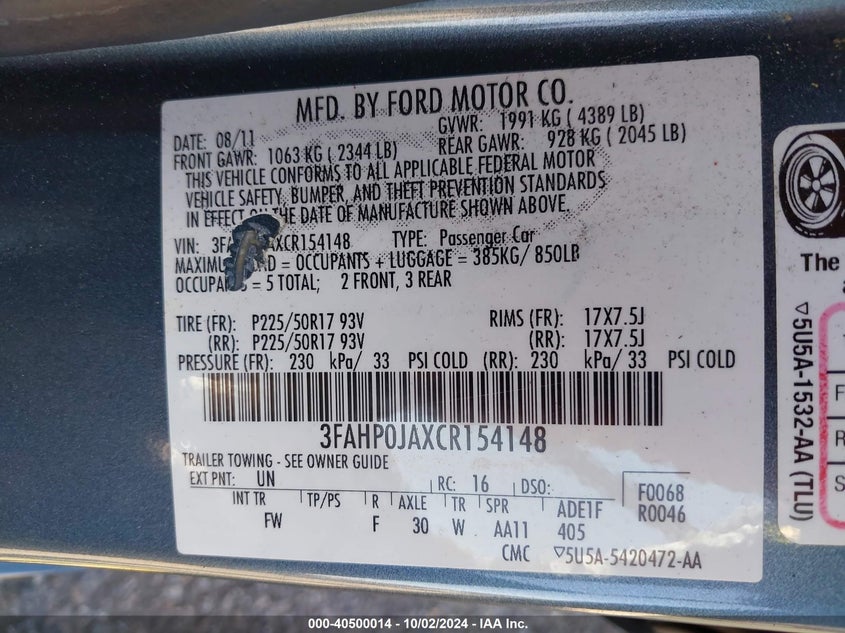 MFD. BY FORD MOTOR CO.
DATE: 08/11 GVWR: 1991 KG ( 4389 LB)
FRONT GAWR: 1063 KG ( 2344 LB) REAR GAWR: 928 KG ( 2045 LB)
THIS VEHICLE CONFORMS TO ALL APPLICABLE FEDERAL MOTOR
VEHICLE SAFETY, BUMPER, AND THEFT PREVENTION STANDARDS
IN EFFECT THE DATE OF MANUFACTURE SHOWN ABOVE.
VIN: TYPE: Passenger Car
= OCCUPANTS + LUGGAGE = 385KG/ 850LB
= 5 TOTAL; 2 FRONT, 3 REAR
TIRE (FR): P225/50R17 93V RIMS (FR): 17X7.5J
(RR): P225/50R17 93V (RR): 17X7.5J
PRESSURE (FR): 230 kPa/ 33 PSI COLD (RR): 230 kPa/ 33 PSI COLD
3FAHP0JAXCR154148
TRAILER TOWING - SEE OWNER GUIDE
EXT PNT: UN RC: 16 DSO: F0068
INT TR TP/PS R AXLE TR SPR ADE1F R0046
FW F 30 W AA11 405
CMC ▽5U5A-5420472-AA
The
▽5U5A-1532-AA (TLU)
F
R
S
000-40500014 - 10/02/2024 - IAA Inc.